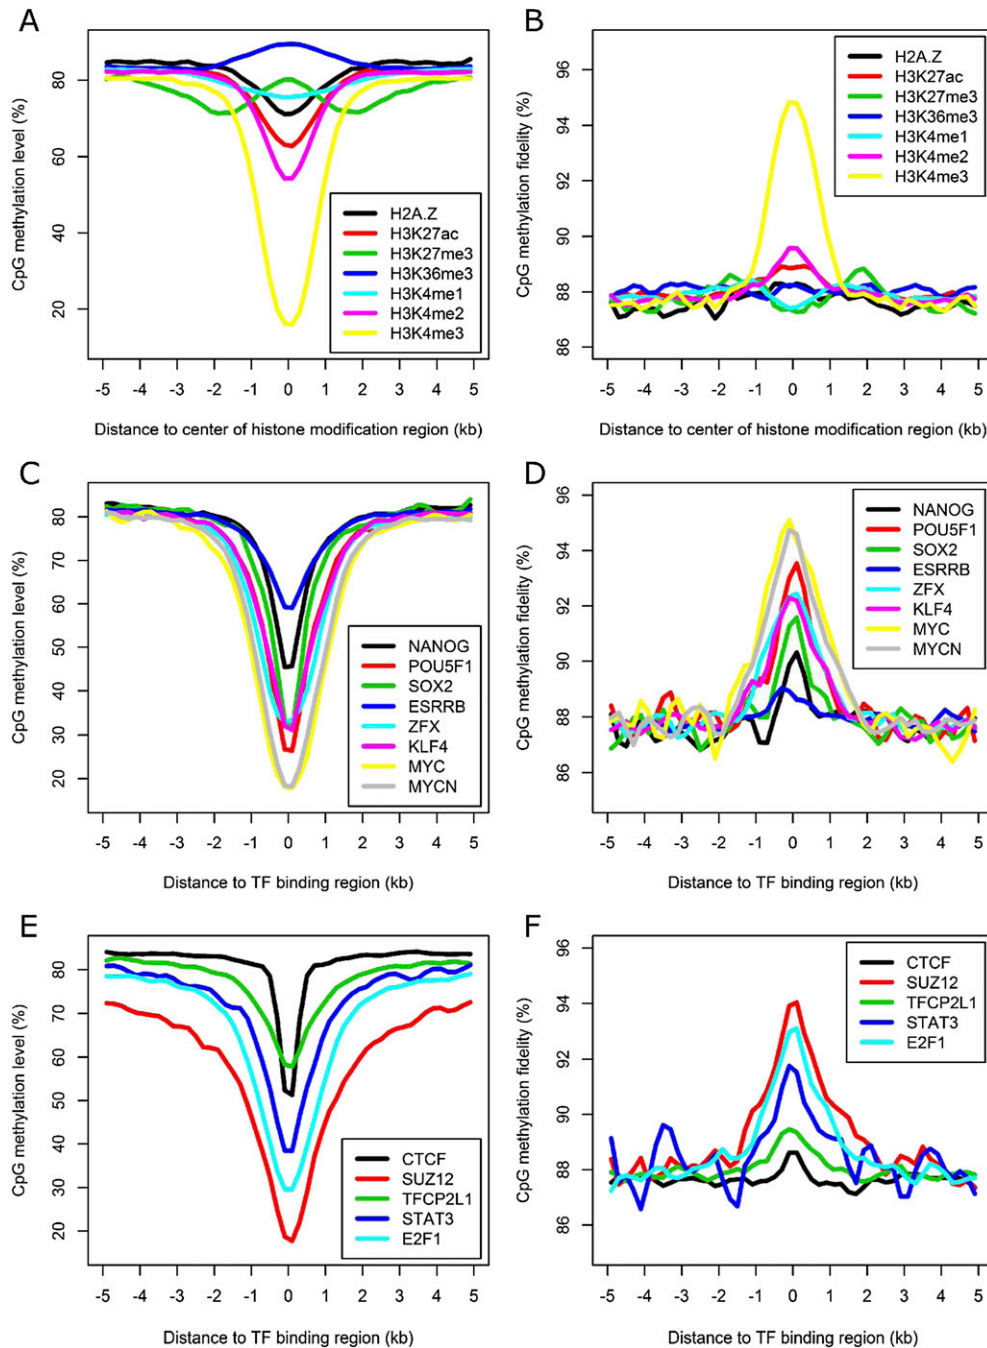 A
CpG methylation level (%)
80
60
40
20
H2A.Z
H3K27ac
H3K27me3
H3K36me3
H3K4me1
H3K4me2
H3K4me3
-5 -4 -3 -2 -1 0 1 2 3 4 5
Distance to center of histone modification region (kb)
B
CpG methylation fidelity (%)
96
94
92
90
88
86
H2A.Z
H3K27ac
H3K27me3
H3K36me3
H3K4me1
H3K4me2
H3K4me3
-5 -4 -3 -2 -1 0 1 2 3 4 5
Distance to center of histone modification region (kb)
C
CpG methylation level (%)
80
70
60
50
40
30
20
NANOG
POU5F1
SOX2
ESRRB
ZFX
KLF4
MYC
MYCN
-5 -4 -3 -2 -1 0 1 2 3 4 5
Distance to TF binding region (kb)
D
CpG methylation fidelity (%)
96
94
92
90
88
86
NANOG
POU5F1
SOX2
ESRRB
ZFX
KLF4
MYC
MYCN
-5 -4 -3 -2 -1 0 1 2 3 4 5
Distance to TF binding region (kb)
E
CpG methylation level (%)
80
70
60
50
40
30
20
CTCF
SUZ12
TFCP2L1
STAT3
E2F1
-5 -4 -3 -2 -1 0 1 2 3 4 5
Distance to TF binding region (kb)
F
CpG methylation fidelity (%)
96
94
92
90
88
86
CTCF
SUZ12
TFCP2L1
STAT3
E2F1
-5 -4 -3 -2 -1 0 1 2 3 4 5
Distance to TF binding region (kb)